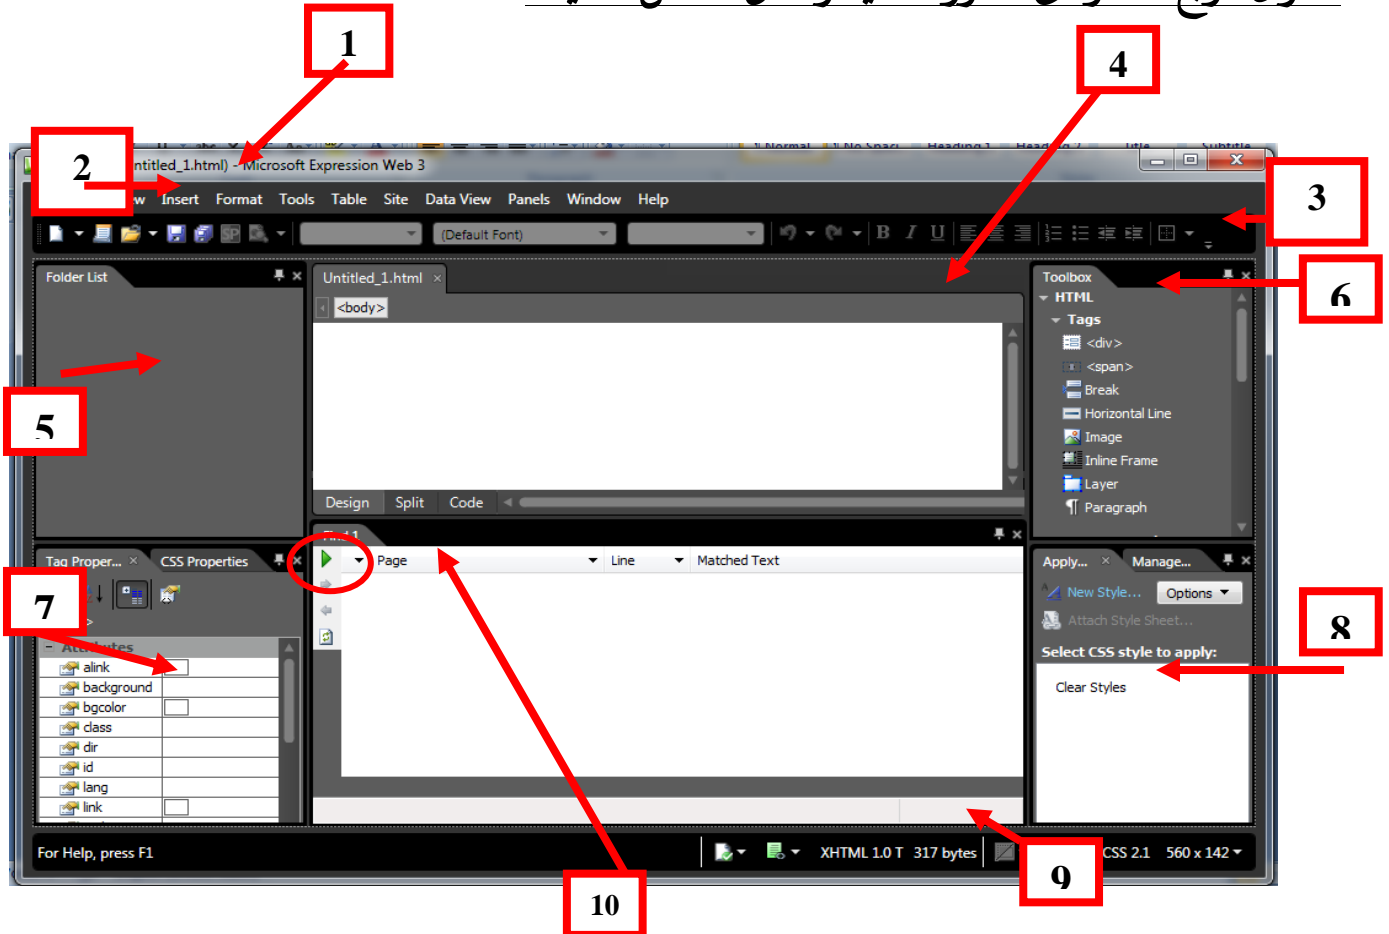 1
4
2
3
ntitled_1.html) - Microsoft Expression Web 3
Insert Format Tools Table Site Data View Panels Window Help
(Default Font)
B I U
Folder List
Untitled_1.html
Toolbox
6
<body>
HTML
Tags
<div>
<span>
Break
5
Horizontal Line
Image
Inline Frame
Layer
Paragraph
Design Split Code
Tag Proper... CSS Properties
Page Line Matched Text
Apply... Manage...
New Style... Options
7
8
Attach Style Sheet...
Attributes
Select CSS style to apply:
alink
background
Clear Styles
bgcolor
class
dir
id
lang
link
For Help, press F1
XHTML 1.0 T 317 bytes
CSS 2.1 560 x 142
9
10